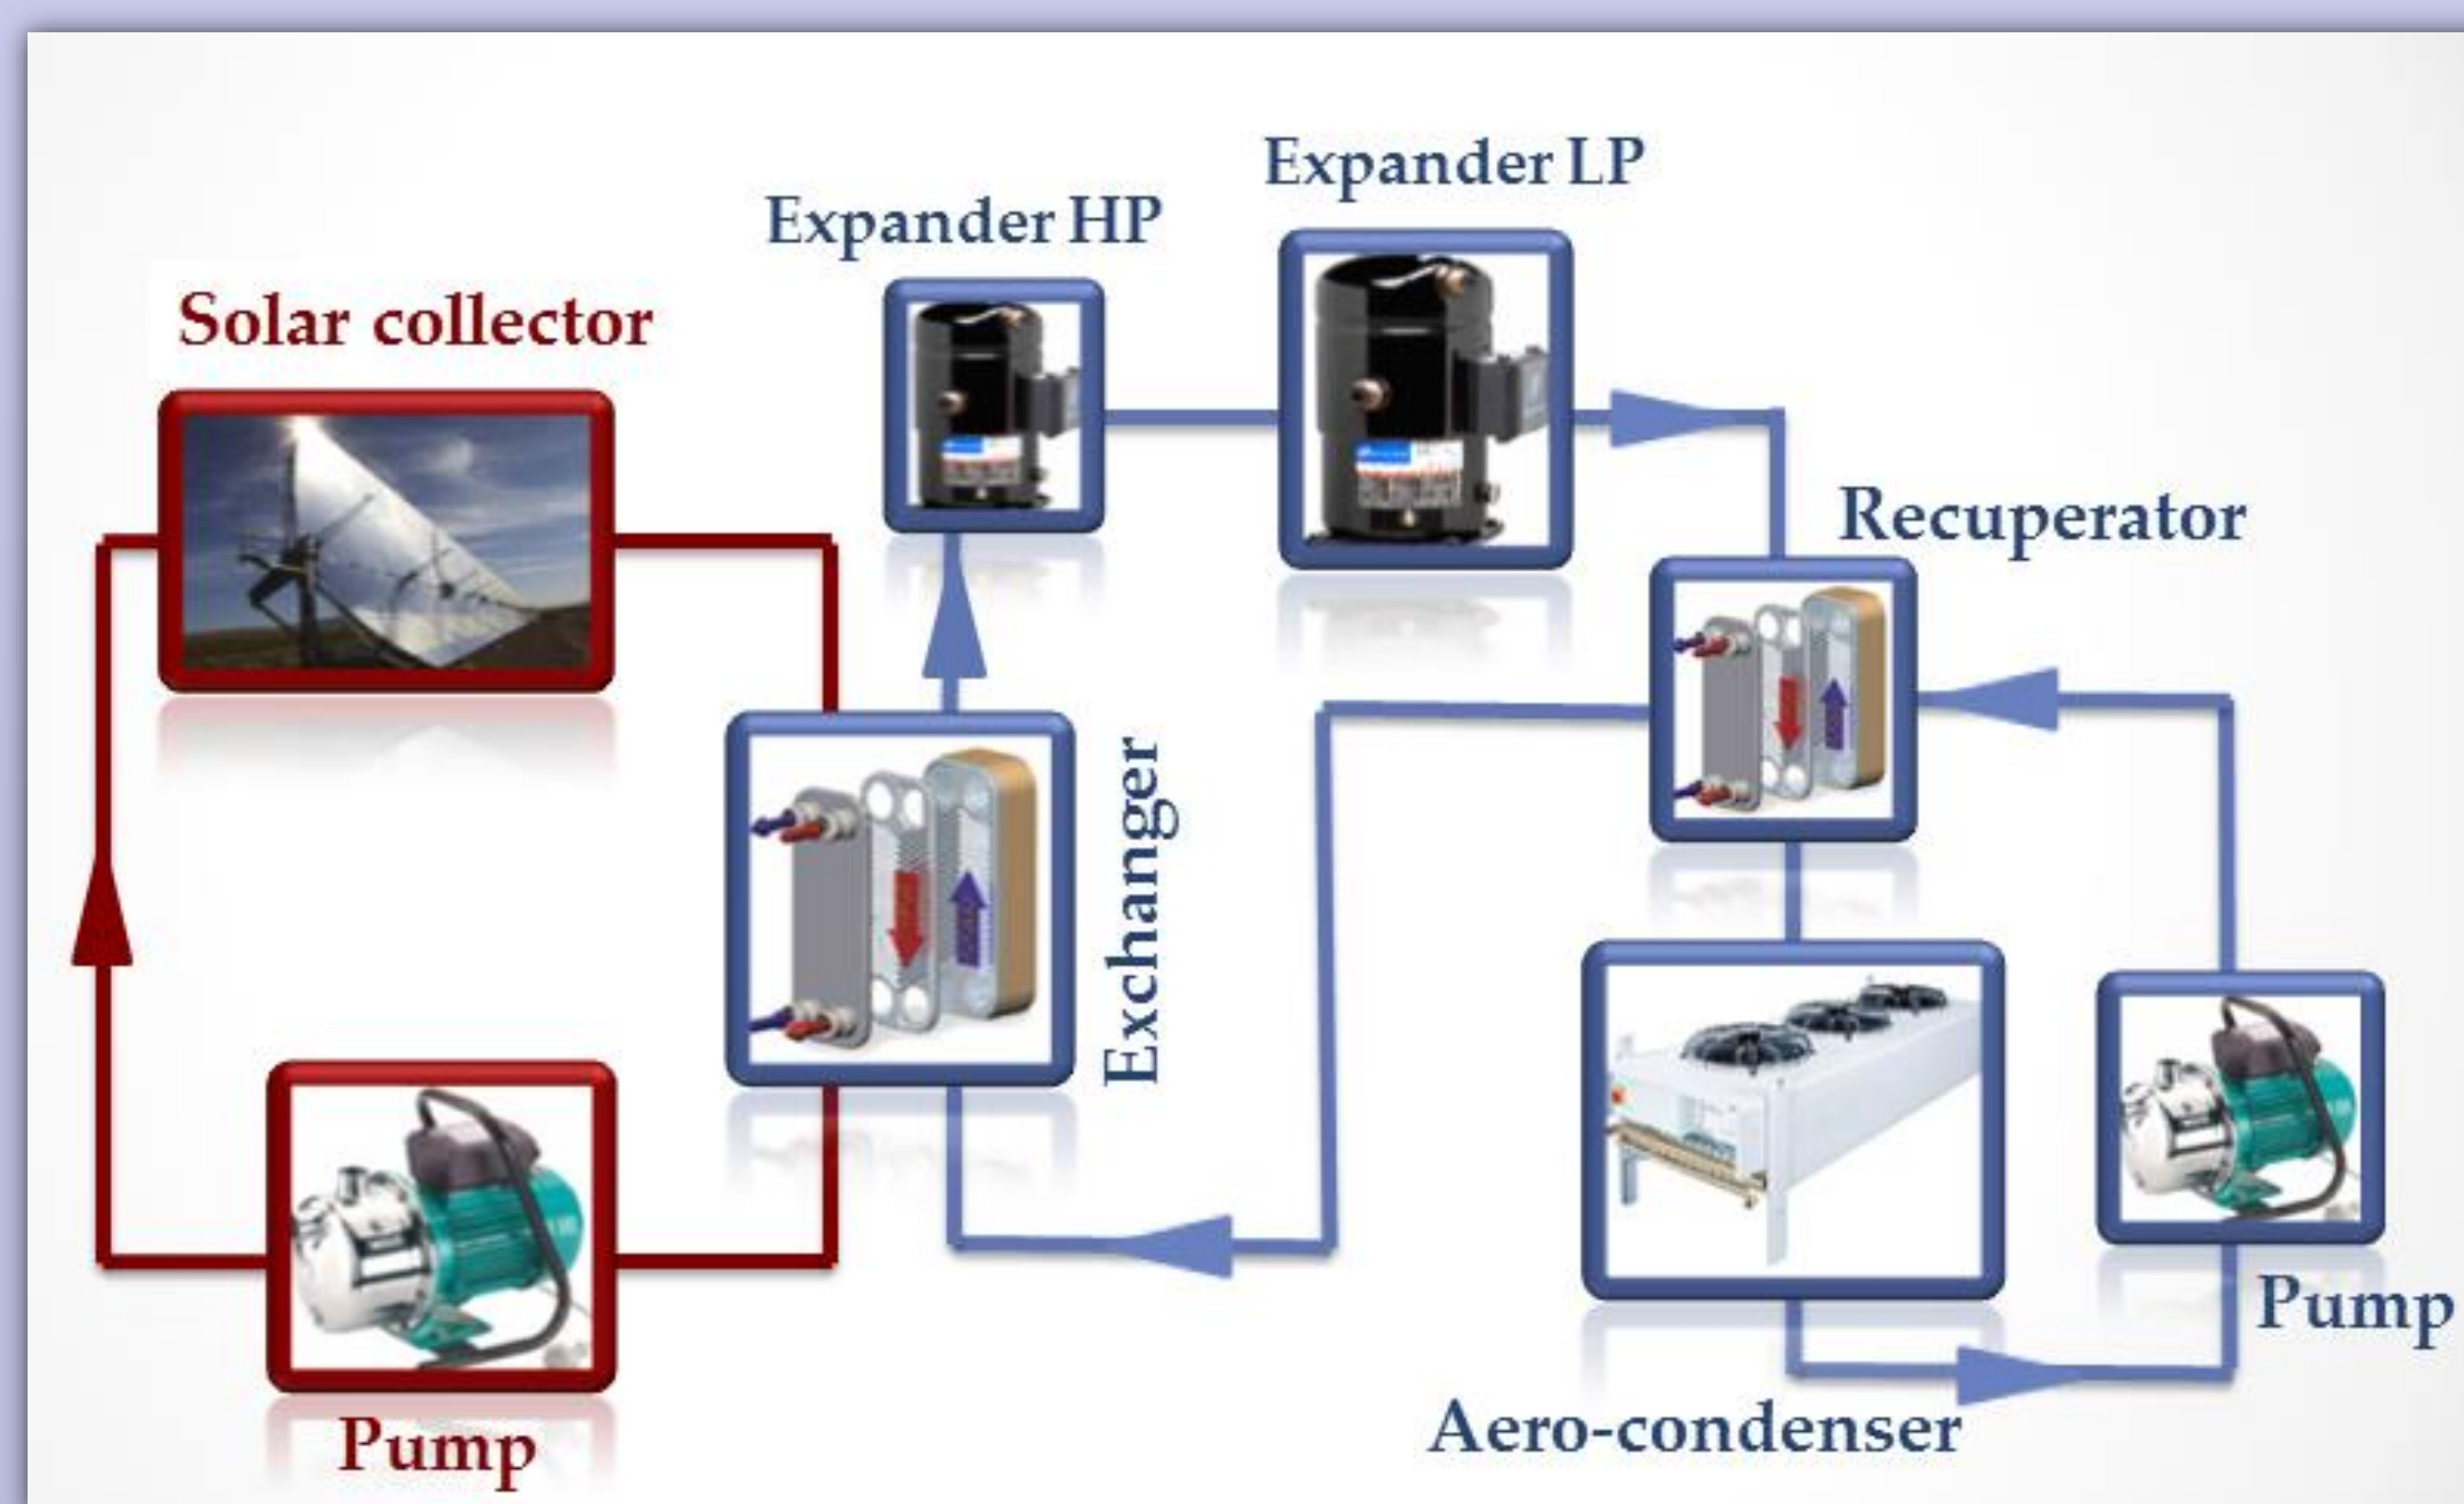 Expander LP
Expander HP
Solar collector
Recuperator
Exchanger
Pump
Aero-condenser
Pump